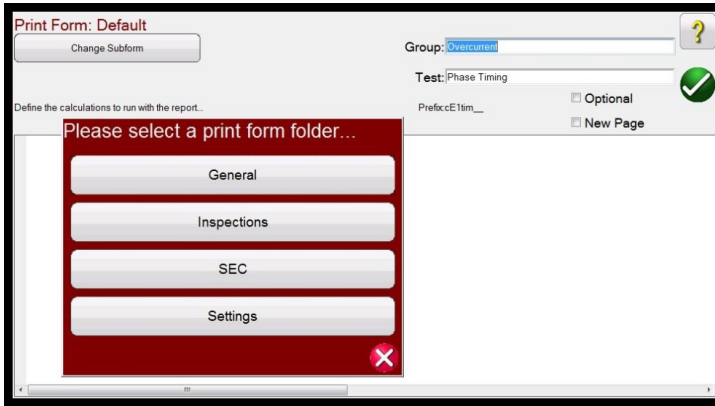 Print Form: Default
Change Subform
Group: Overcurrent
Test: Phase Timing
Define the calculations to run with the report...
Prefix:cE1tim__
Optional
New Page
Please select a print form folder...
General
Inspections
SEC
Settings